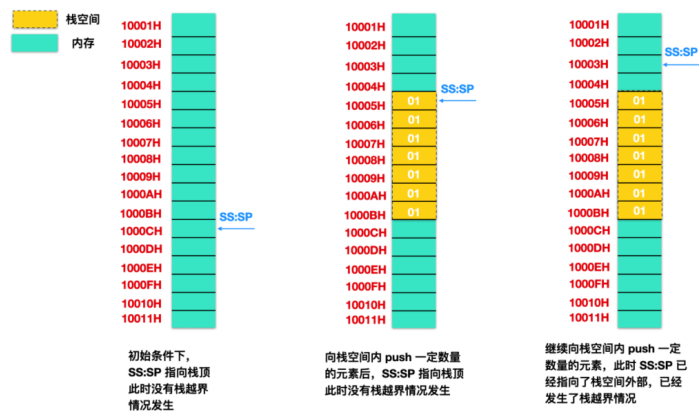 栈空间
内存
10001H
10002H
10003H
10004H
10005H
10006H
10007H
10008H
10009H
1000AH
1000BH
SS:SP
1000CH
1000DH
1000EH
1000FH
10010H
10011H
初始条件下，
SS:SP 指向栈顶
此时没有栈越界
情况发生
10001H
10002H
10003H
10004H
SS:SP
10005H 01
10006H 01
10007H 01
10008H 01
10009H 01
1000AH 01
1000BH 01
1000CH
1000DH
1000EH
1000FH
10010H
10011H
向栈空间内 push 一定数量
的元素后，SS:SP 指向栈顶
此时没有栈越界情况发生
10001H
10002H
SS:SP
10003H
10004H
10005H 01
10006H 01
10007H 01
10008H 01
10009H 01
1000AH 01
1000BH 01
1000CH
1000DH
1000EH
1000FH
10010H
10011H
继续向栈空间内 push 一定
数量的元素，此时 SS:SP 已
经指向了栈空间外部，已经
发生了栈越界情况